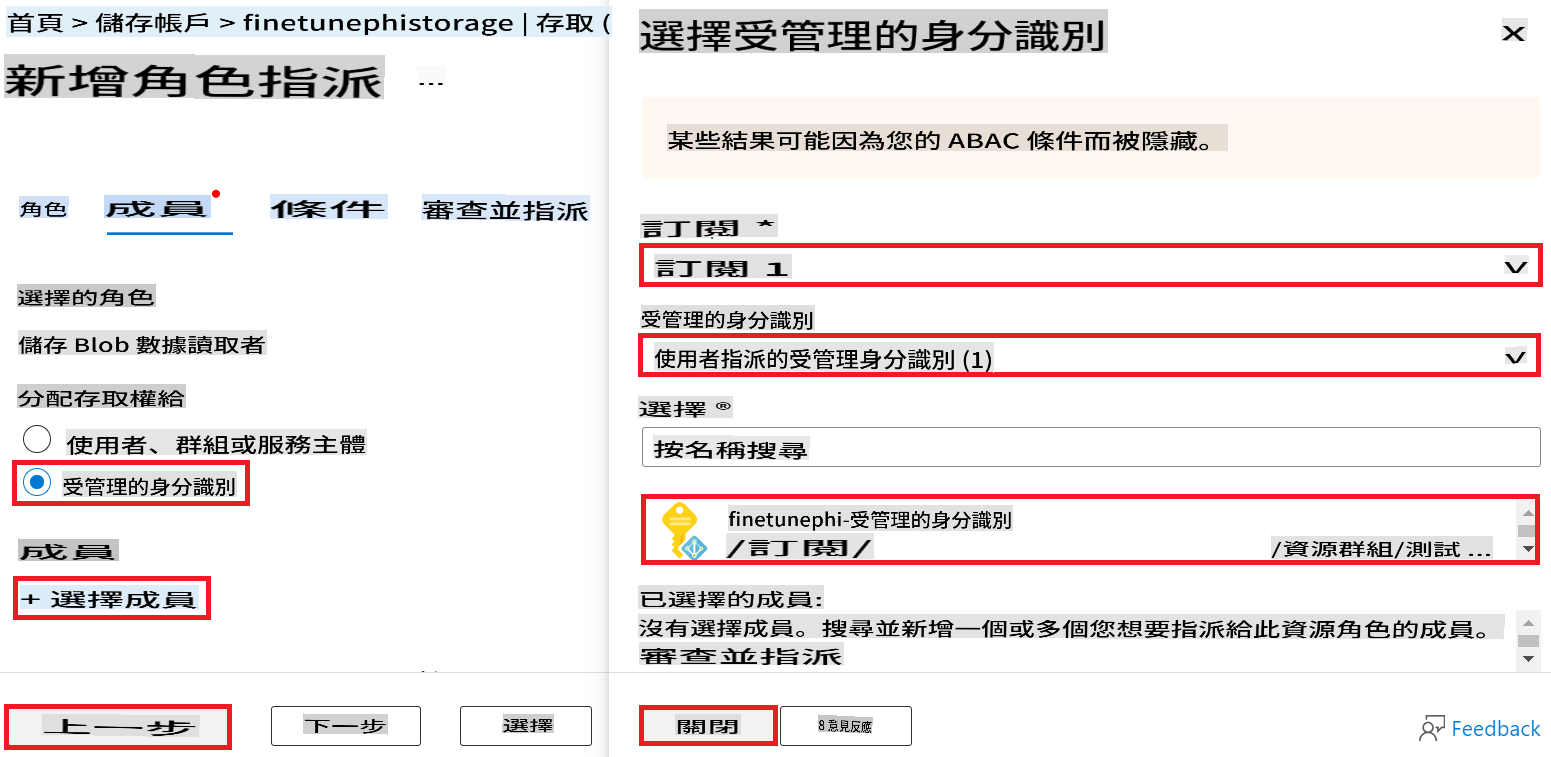 首頁 > 儲存帳戶 > finetunephistorage | 存取 (
新增角色指派 ...
角色 成員 條件 審查並指派
選擇的角色
儲存 Blob 數據讀取者
分配存取權給
使用者、群組或服務主體
受管理的身分識別
成員
+ 選擇成員
上一步 下一步 選擇
選擇受管理的身分識別 X
某些結果可能因為您的 ABAC 條件而被隱藏。
訂閱 *
訂閱 1
受管理的身分識別
使用者指派的受管理身分識別 (1)
選擇 ®
按名稱搜尋
finetunephi-受管理的身分識別
/訂閱/ /資源群組/測試 ...
已選擇的成員:
沒有選擇成員。搜尋並新增一個或多個您想要指派給此資源角色的成員。
審查並指派
關閉 8 意見反應 Feedback